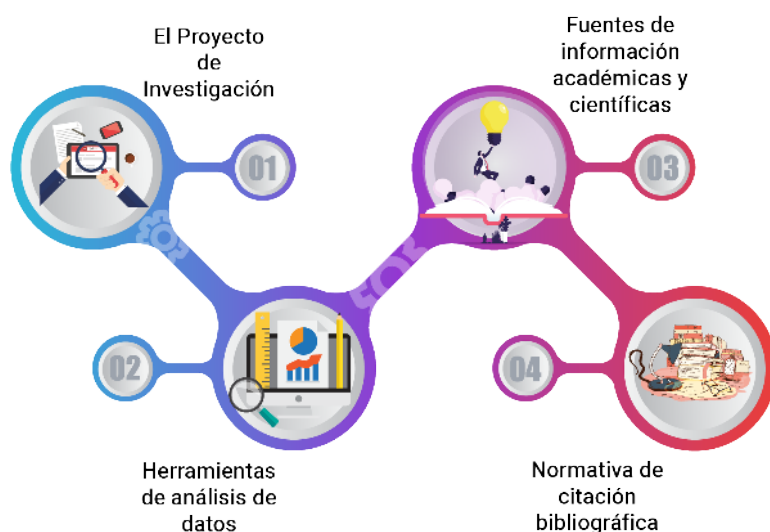 El Proyecto
de
Investigación
01
Herramientas
de análisis de
datos
02
Fuentes de
información
académicas y
científicas
03
Normativa de
citación
bibliográfica
04